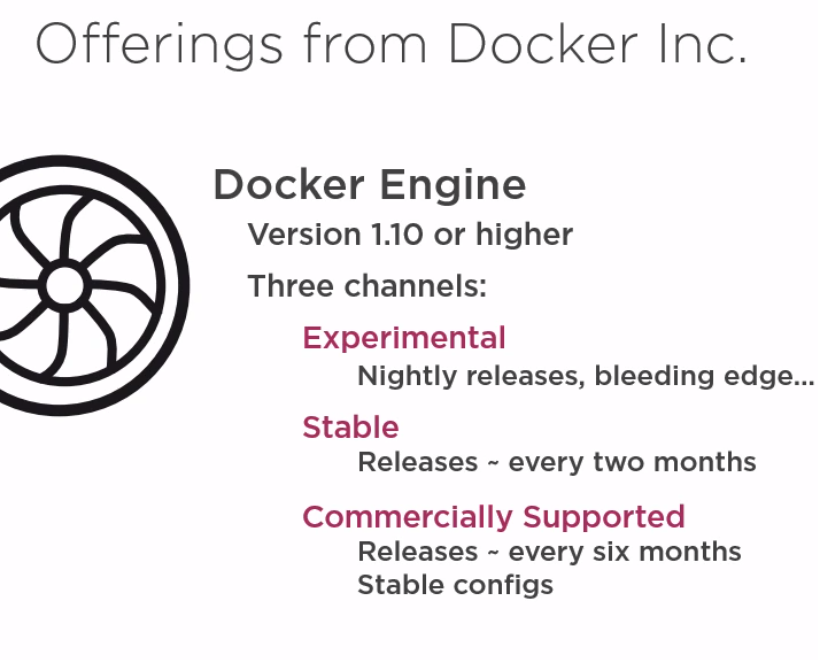 Offerings from Docker Inc.
Docker Engine
Version 1.10 or higher
Three channels:
Experimental
Nightly releases, bleeding edge...
Stable
Releases ~ every two months
Commercially Supported
Releases ~ every six months
Stable configs